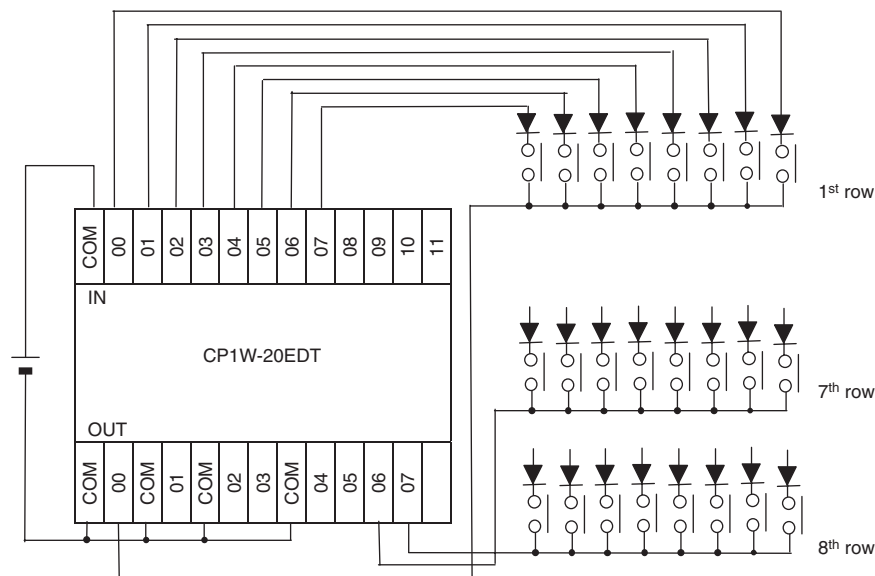 1st row
COM 00 01 02 03 04 05 06 07 08 09 10 11
IN
CP1W-20EDT
7th row
OUT
COM 00 COM 01 COM 02 03 COM 04 05 06 07
8th row